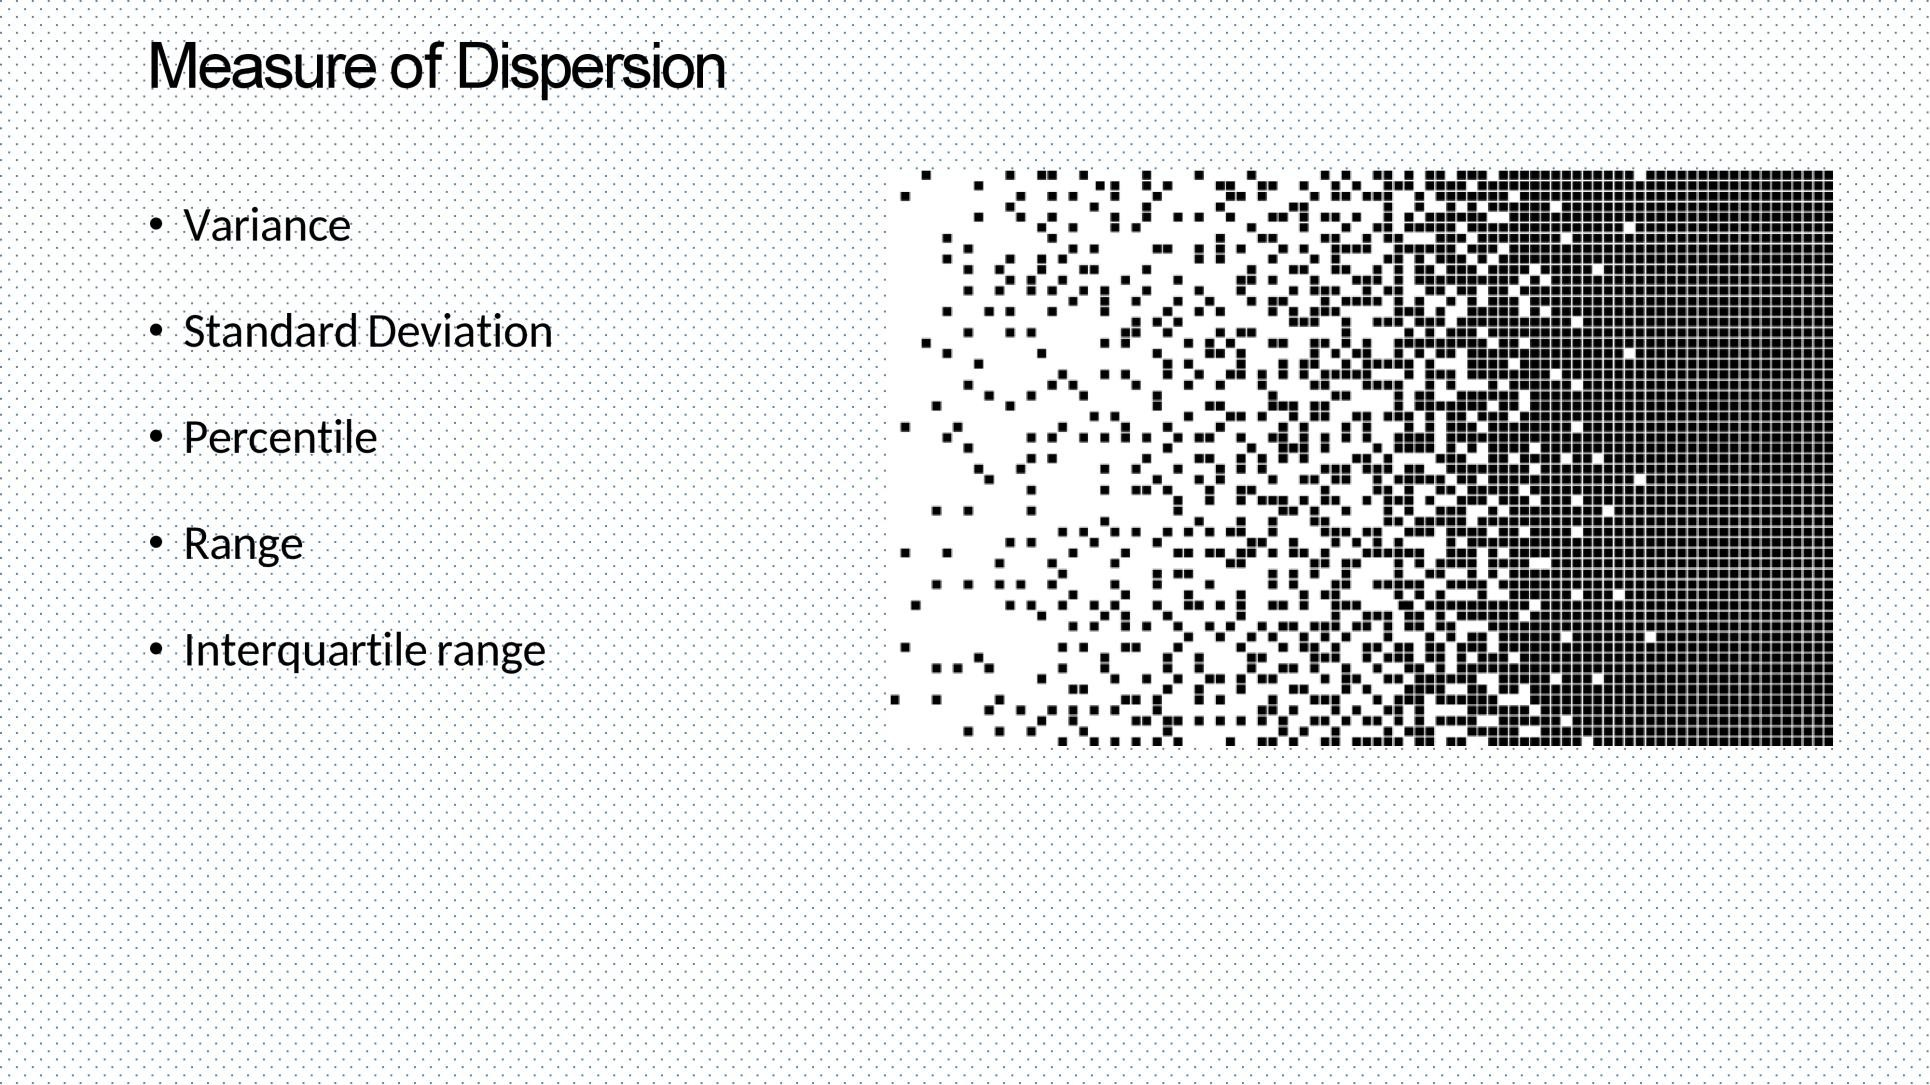 Measure of Dispersion
• Variance
• Standard Deviation
• Percentile
• Range
• Interquartile range